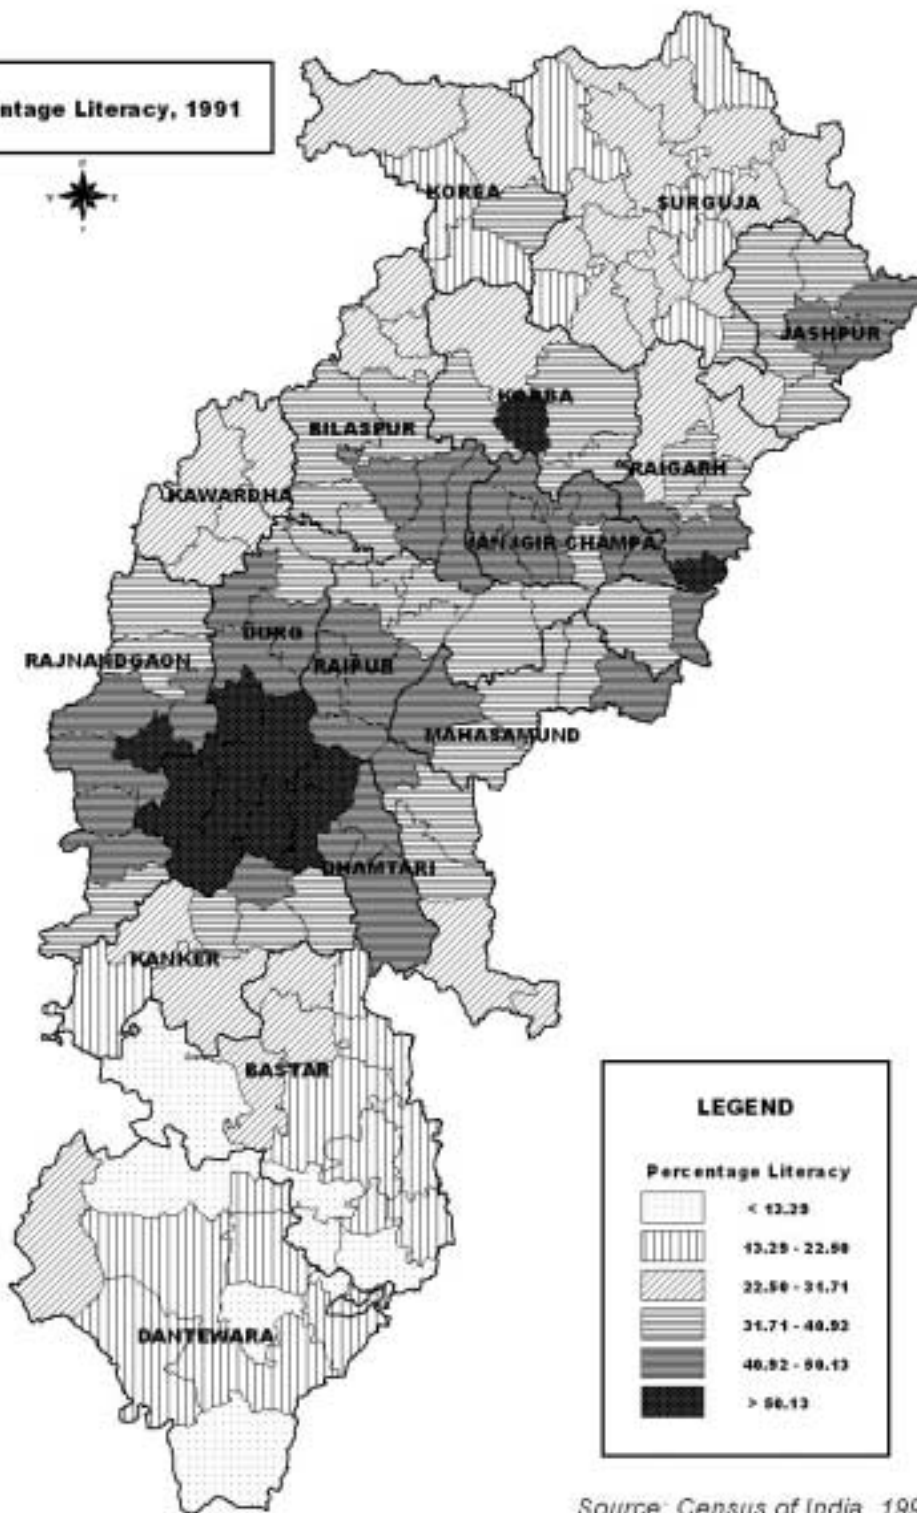 ntage Literacy, 1991
KOREA
SURGUJA
JASHPUR
KORBA
BILASPUR
RAIGARH
KAWARDHA
JANJGIR-CHAMPA
DURG
RAJNANDGAON
RAIPUR
MAHASAMUND
DHAMTARI
KANKER
BASTAR
DANTEWARA
LEGEND
Percentage Literacy
< 13.29
13.29 - 22.50
22.50 - 31.71
31.71 - 40.92
40.92 - 50.13
> 50.13
Source: Census of India, 199